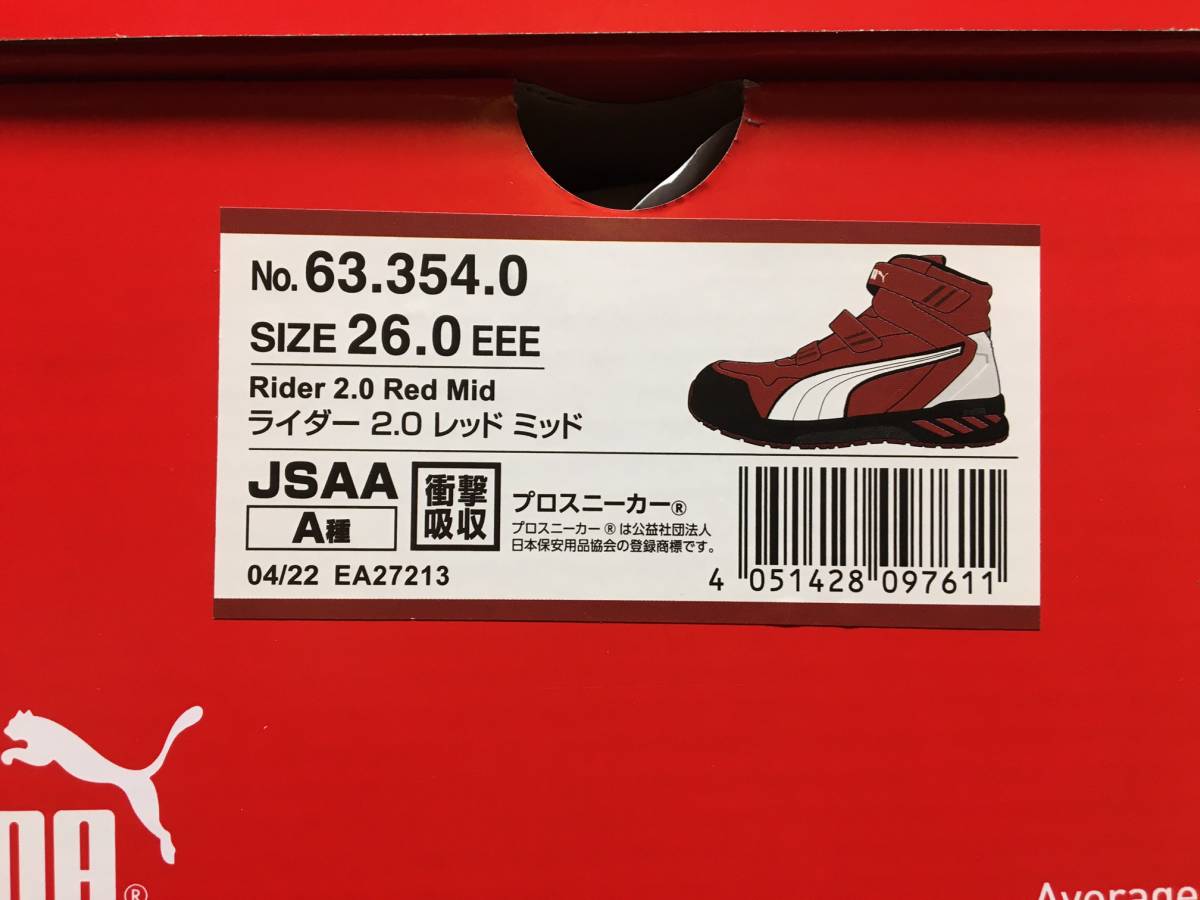 No. 63.354.0
SIZE 26.0 EEE
Rider 2.0 Red Mid
ライダー 2.0 レッド ミッド
JSAA
A種
衝撃
吸収
プロスニーカー®
プロスニーカー®は公益社団法人
日本保安用品協会の登録商標です。
04/22 EA27213
4 051428 097611
®
Average